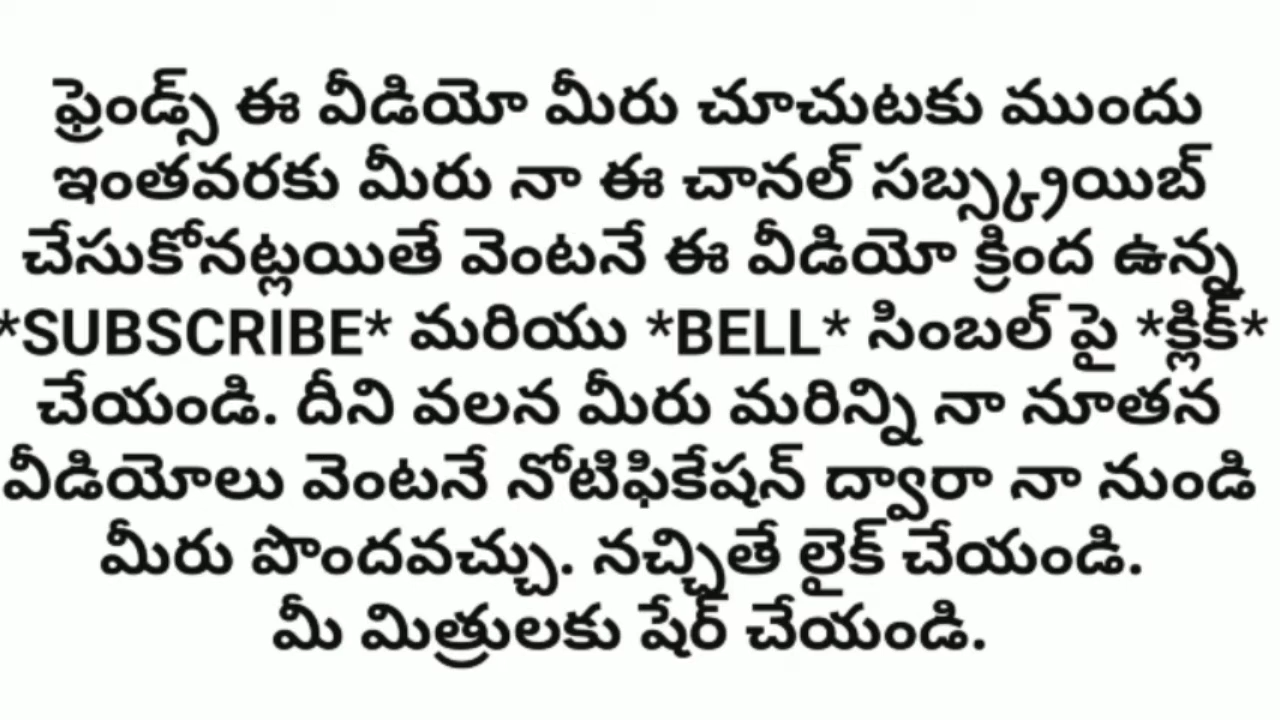 ఫ్రెండ్స్ ఈ వీడియో మీరు చూచుటకు ముందు
ఇంతవరకు మీరు నా ఈ చానల్ సబ్స్క్రయిబ్
చేసుకోనట్లయితే వెంటనే ఈ వీడియో క్రింద ఉన్న
*SUBSCRIBE* మరియు *BELL* సింబల్ పై *క్లిక్*
చేయండి. దీని వలన మీరు మరిన్ని నా నూతన
వీడియోలు వెంటనే నోటిఫికేషన్ ద్వారా నా నుండి
మీరు పొందవచ్చు. నచ్చితే లైక్ చేయండి.
మీ మిత్రులకు షేర్ చేయండి.